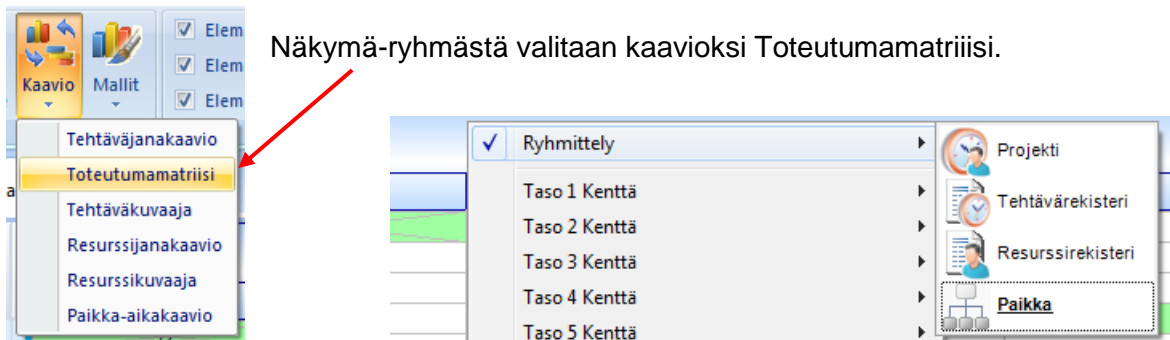 Näkymä-ryhmästä valitaan kaavioksi Toteutumamatriiisi.
Elem
Elem
Elem
Kaavio
Mallit
Tehtäväjanakaavio
Toteutumamatriisi
Tehtäväkuvaaja
Resurssijanakaavio
Resurssikuvaaja
Paikka-aikakaavio
a
Ryhmittely
Taso 1 Kenttä
Taso 2 Kenttä
Taso 3 Kenttä
Taso 4 Kenttä
Taso 5 Kenttä
Projekti
Tehtävärekisteri
Resurssirekisteri
Paikka